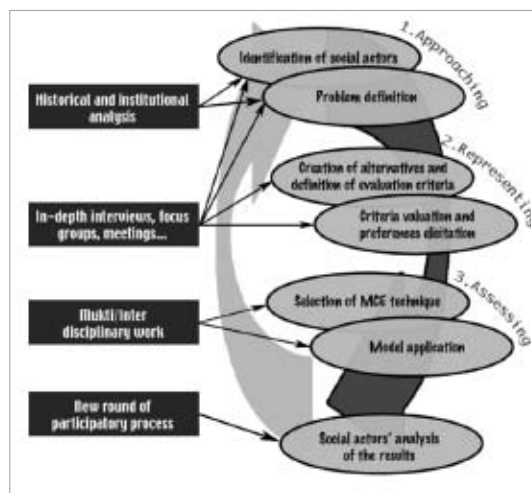 1.Approaching
Identification of social actors
Problem definition
Historical and institutional
analysis
2.Representing
Creation of alternatives and
definition of evaluation criteria
Criteria valuation and
preferences elicitation
In-depth interviews, focus
groups, meetings...
3.Assessing
Selection of MCE technique
Model application
Mukti/inter
disciplinary work
New round of
participatory process
Social actors' analysis
of the results